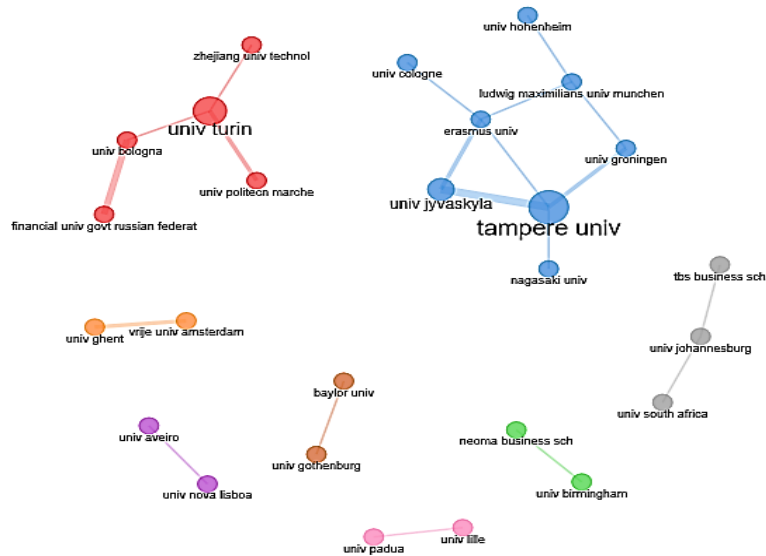 univ hohenheim
zhejiang univ technol
univ cologne
ludwig maximilians univ munchen
univ turin
erasmus univ
univ bologna
univ groningen
univ politecn marche
univ jyvaskyla
financial univ govt russian federat
tampere univ
nagasaki univ
tbs business sch
univ ghent
vrije univ amsterdam
univ johannesburg
baylor univ
univ south africa
univ aveiro
neoma business sch
univ gothenburg
univ nova lisboa
univ birmingham
univ padua
univ lille